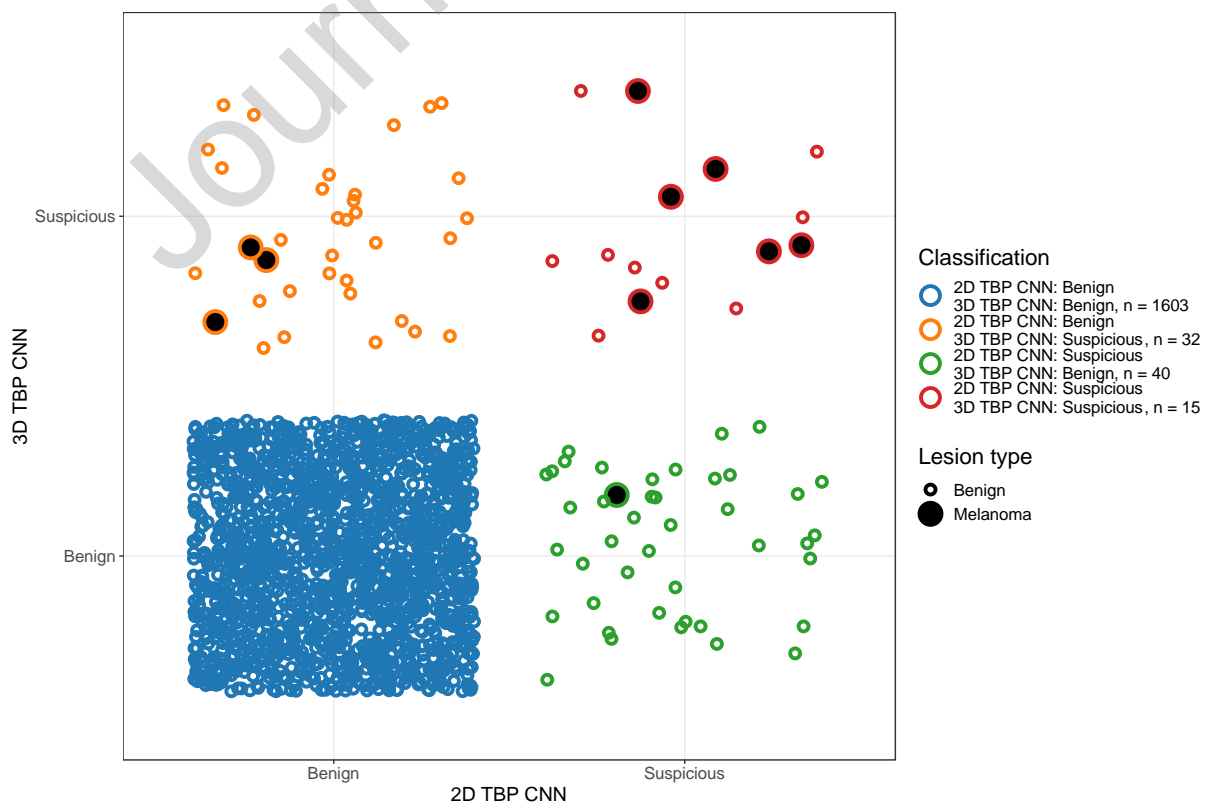 Journ
Suspicious
Benign
3D TBP CNN
Benign
Suspicious
2D TBP CNN
Classification
2D TBP CNN: Benign
3D TBP CNN: Benign, n = 1603
2D TBP CNN: Benign
3D TBP CNN: Suspicious, n = 32
2D TBP CNN: Suspicious
3D TBP CNN: Benign, n = 40
2D TBP CNN: Suspicious
3D TBP CNN: Suspicious, n = 15
Lesion type
Benign
Melanoma